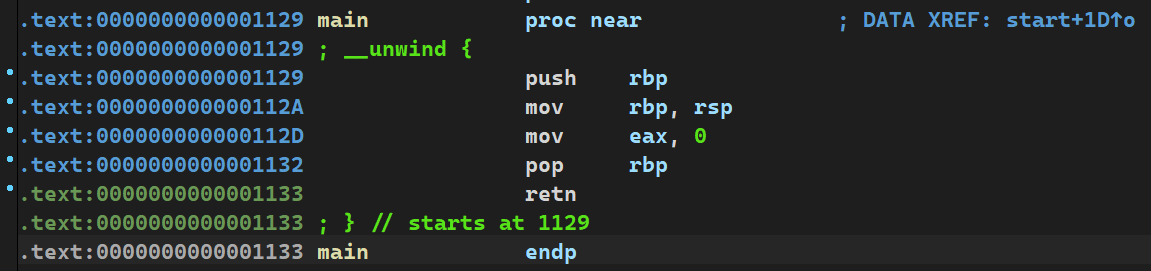 .text:0000000000001129 main proc near ; DATA XREF: start+1D↑o
.text:0000000000001129 ; __unwind {
.text:0000000000001129 push rbp
.text:000000000000112A mov rbp, rsp
.text:000000000000112D mov eax, 0
.text:0000000000001132 pop rbp
.text:0000000000001133 retn
.text:0000000000001133 ; } // starts at 1129
.text:0000000000001133 main endp